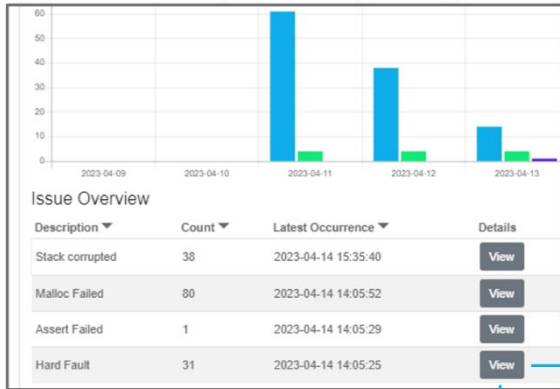 60
50
40
30
20
10
0
2023-04-09 2023-04-10 2023-04-11 2023-04-12 2023-04-13
Issue Overview
Description Count Latest Occurrence Details
Stack corrupted 38 2023-04-14 15:35:40 View
Malloc Failed 80 2023-04-14 14:05:52 View
Assert Failed 1 2023-04-14 14:05:29 View
Hard Fault 31 2023-04-14 14:05:25 View